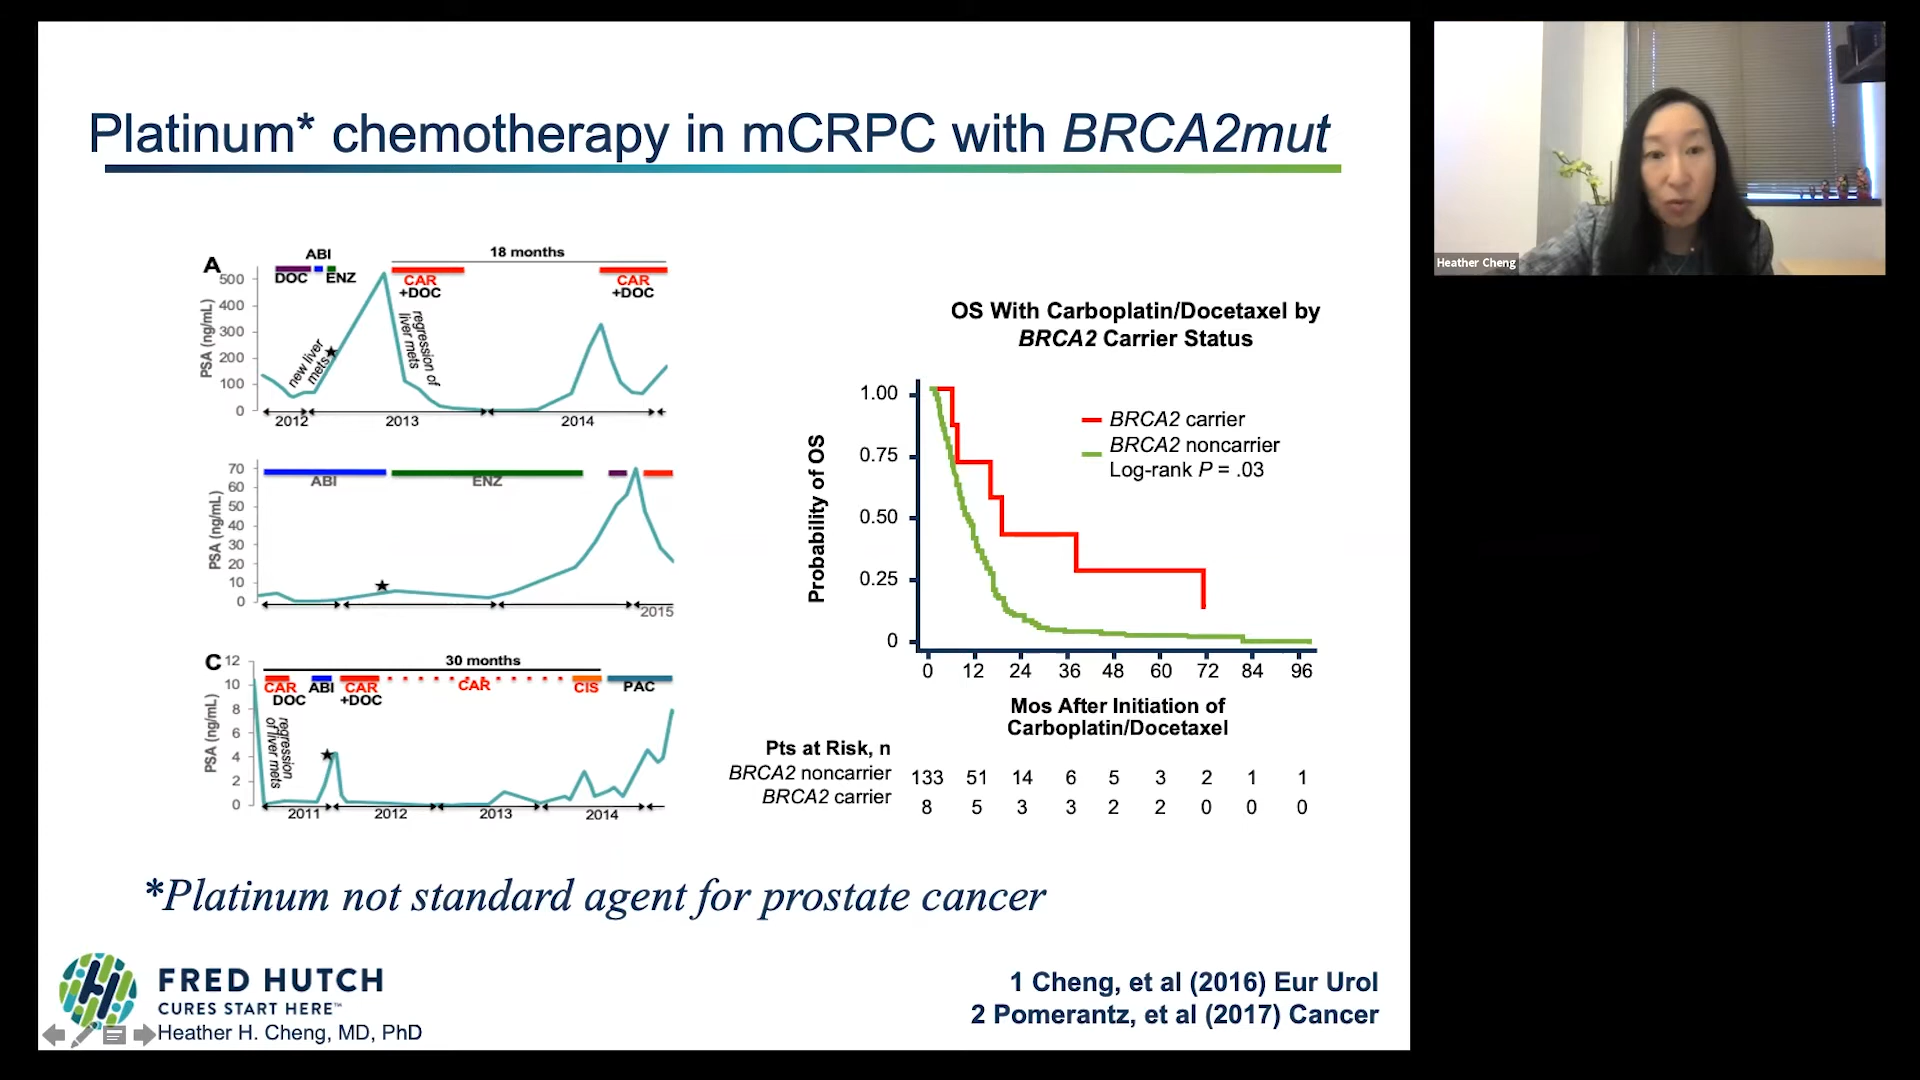 Platinum* chemotherapy in mCRPC with BRCA2mut
A
ABI
18 months
DOC
ENZ
CAR
+DOC
CAR
+DOC
500
400
300
200
100
0
PSA (ng/mL)
new liver
mets
regression of
liver mets
2012
2013
2014
70
60
50
40
30
20
10
0
PSA (ng/mL)
ABI
ENZ
2015
C
12
10
8
6
4
2
0
PSA (ng/mL)
30 months
CAR
DOC
ABI
CAR
+DOC
CAR
CIS
PAC
regression
of liver mets
2011
2012
2013
2014
OS With Carboplatin/Docetaxel by
BRCA2 Carrier Status
1.00
0.75
0.50
0.25
0
Probability of OS
BRCA2 carrier
BRCA2 noncarrier
Log-rank P = .03
0 12 24 36 48 60 72 84 96
Mos After Initiation of
Carboplatin/Docetaxel
Pts at Risk, n
BRCA2 noncarrier 133 51 14 6 5 3 2 1 1
BRCA2 carrier 8 5 3 3 2 2 0 0 0
*Platinum not standard agent for prostate cancer
FRED HUTCH
CURES START HERE™
Heather H. Cheng, MD, PhD
1 Cheng, et al (2016) Eur Urol
2 Pomerantz, et al (2017) Cancer
Heather Cheng